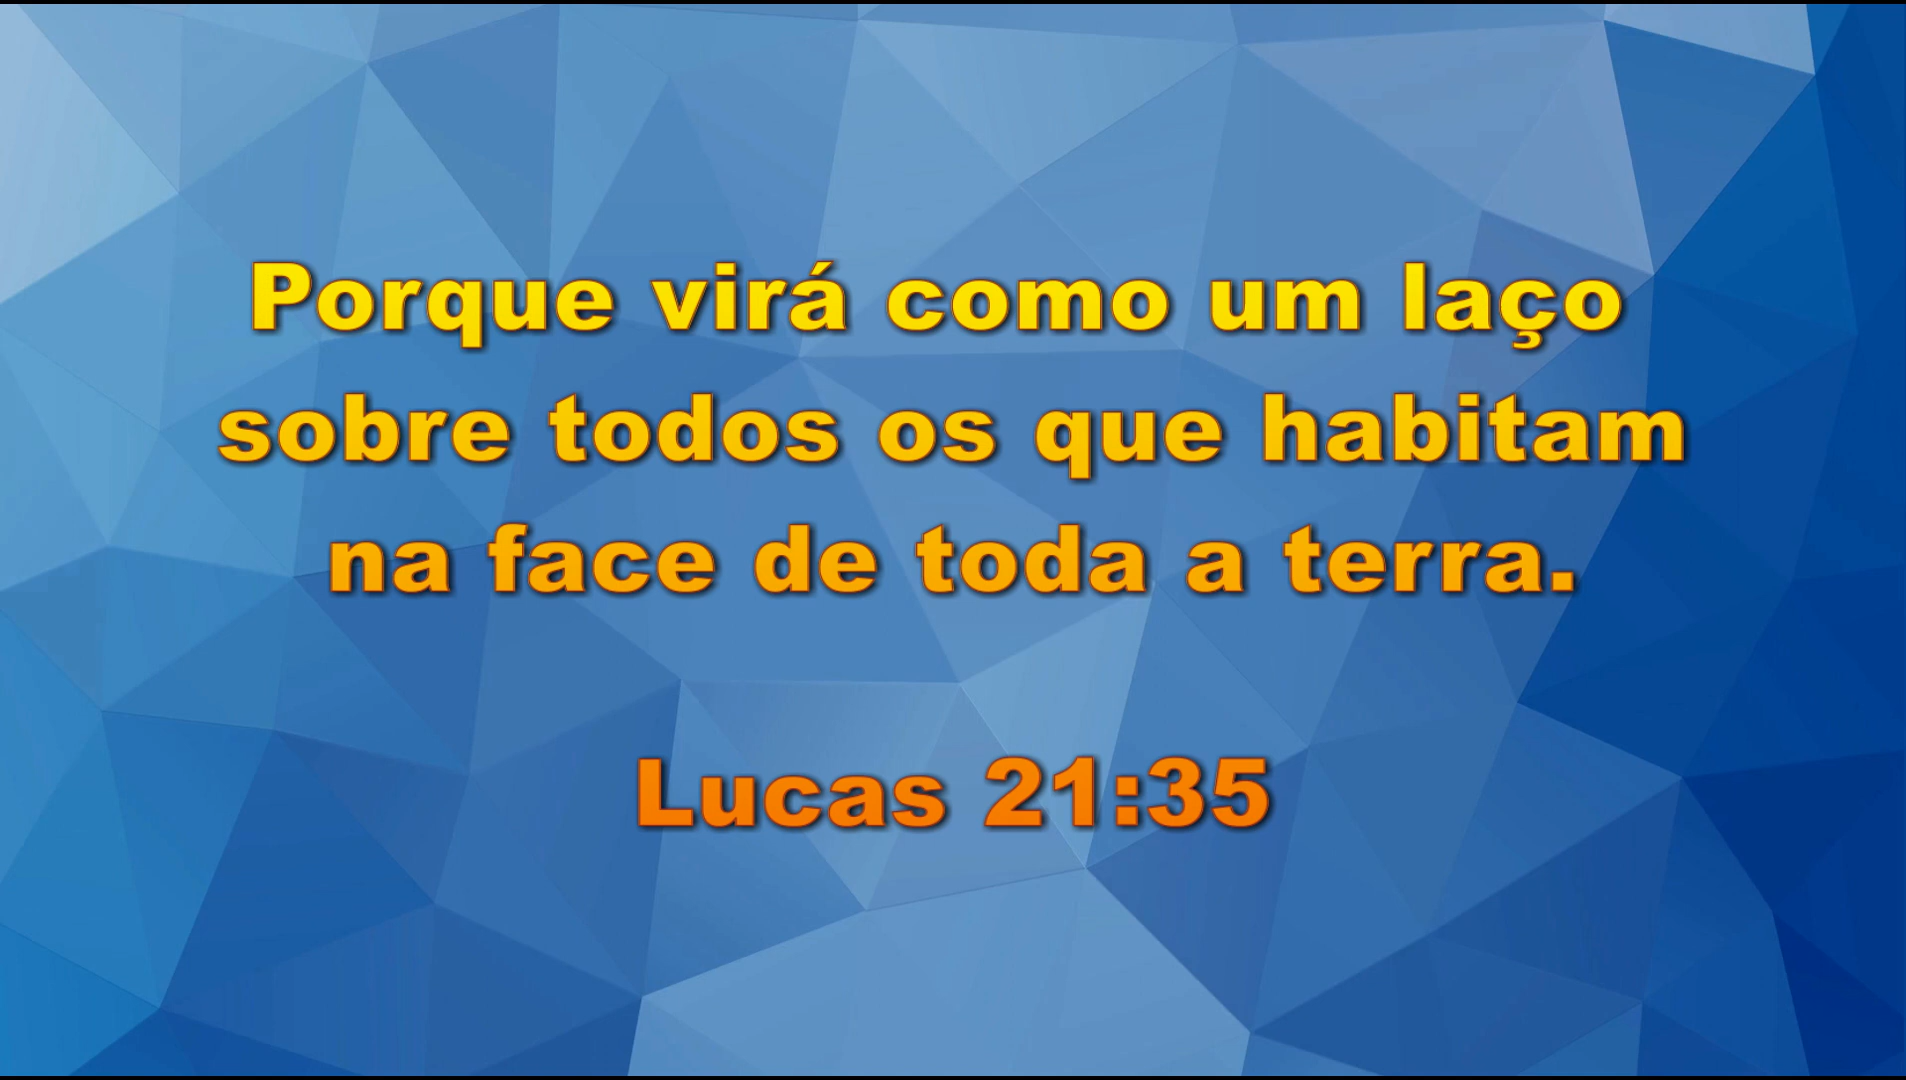 Porque virá como um laço
sobre todos os que habitam
na face de toda a terra.
Lucas 21:35